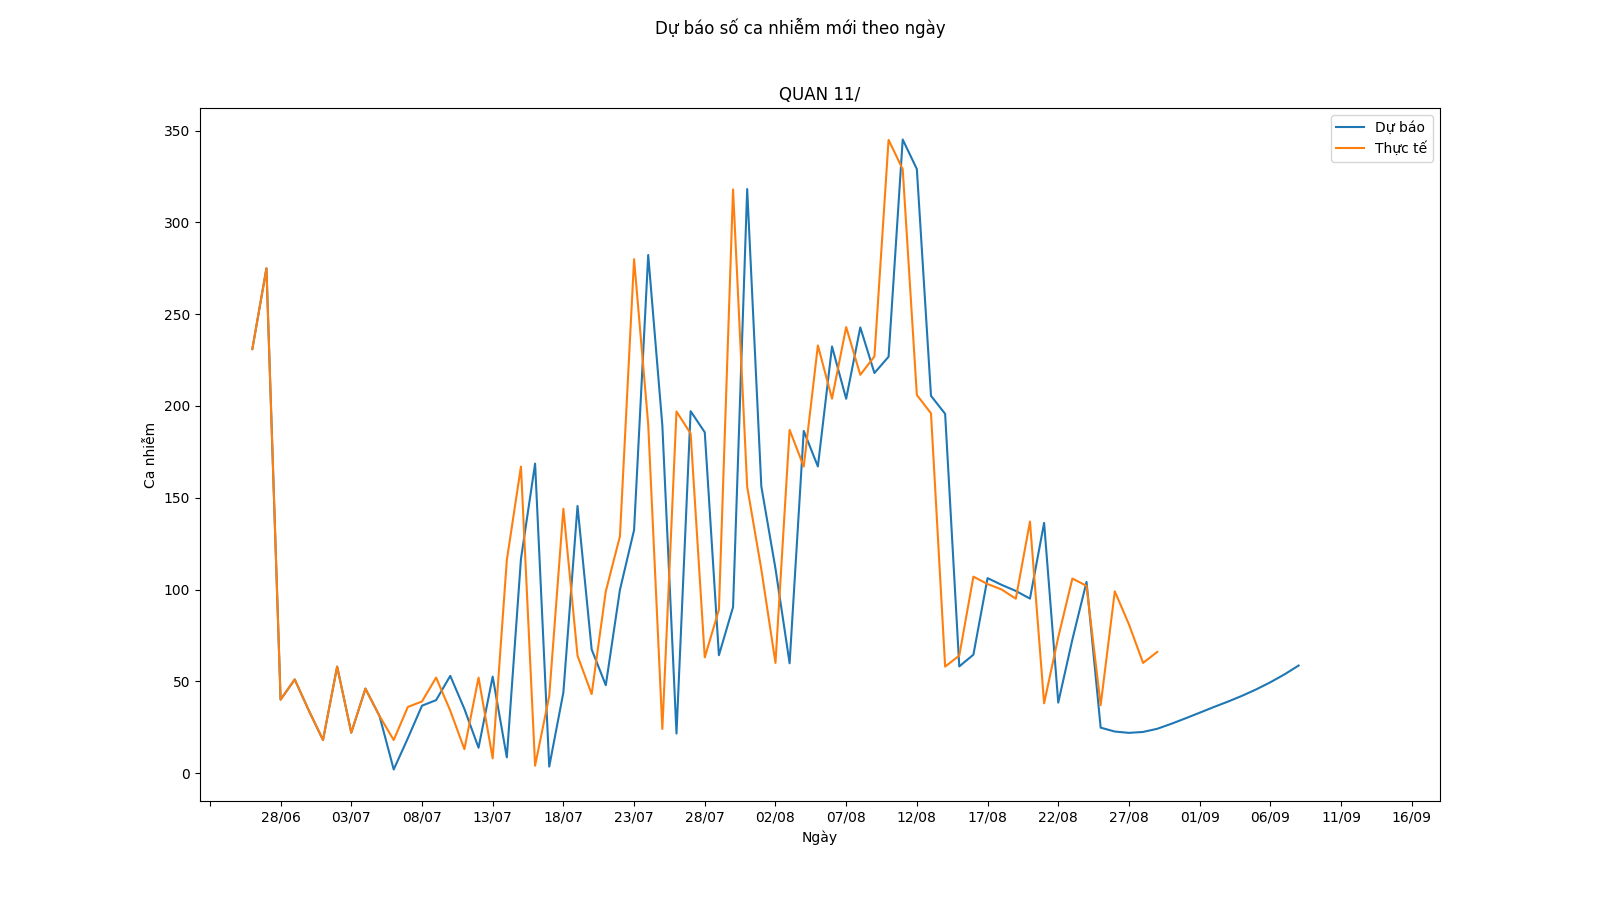 Dự báo số ca nhiễm mới theo ngày
QUAN 11/
Dự báo
Thực tế
350
300
250
200
150
100
50
0
Ca nhiễm
28/06 03/07 08/07 13/07 18/07 23/07 28/07 02/08 07/08 12/08 17/08 22/08 27/08 01/09 06/09 11/09 16/09
Ngày